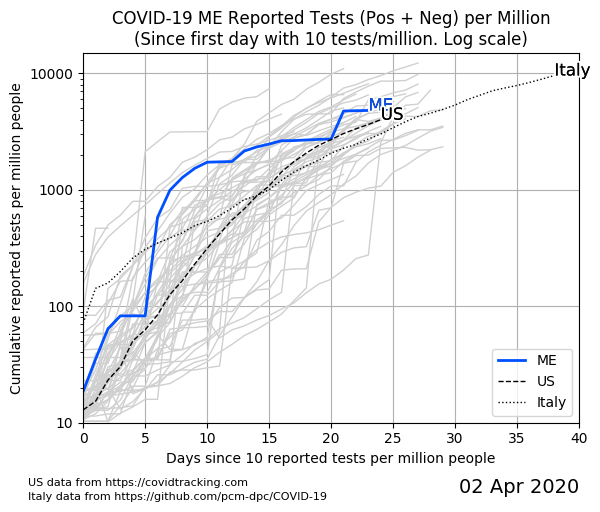 COVID-19 ME Reported Tests (Pos + Neg) per Million
(Since first day with 10 tests/million. Log scale)
Cumulative reported tests per million people
10000
1000
100
10
Italy
ME
US
ME
US
Italy
0 5 10 15 20 25 30 35 40
Days since 10 reported tests per million people
US data from https://covidtracking.com
Italy data from https://github.com/pcm-dpc/COVID-19
02 Apr 2020